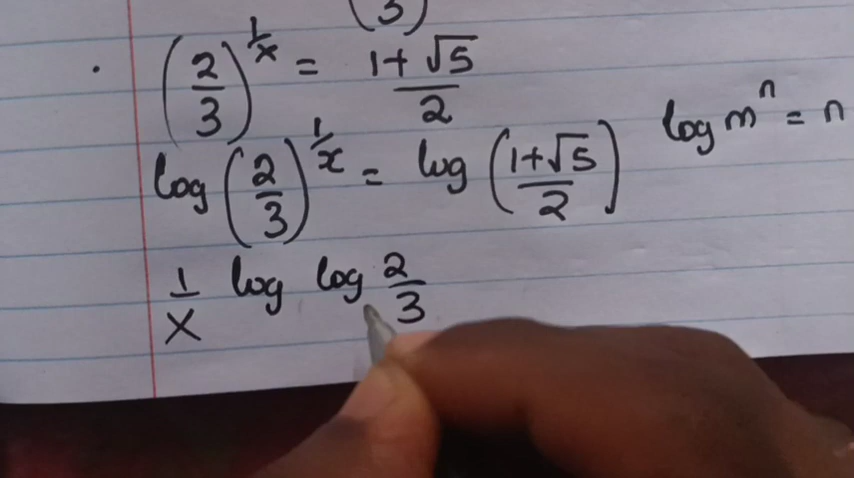 3)
(2/3)^(1/x) = (1+√5)/2
log (2/3)^(1/x) = log ((1+√5)/2) log m^n = n
1/x log log 2/3